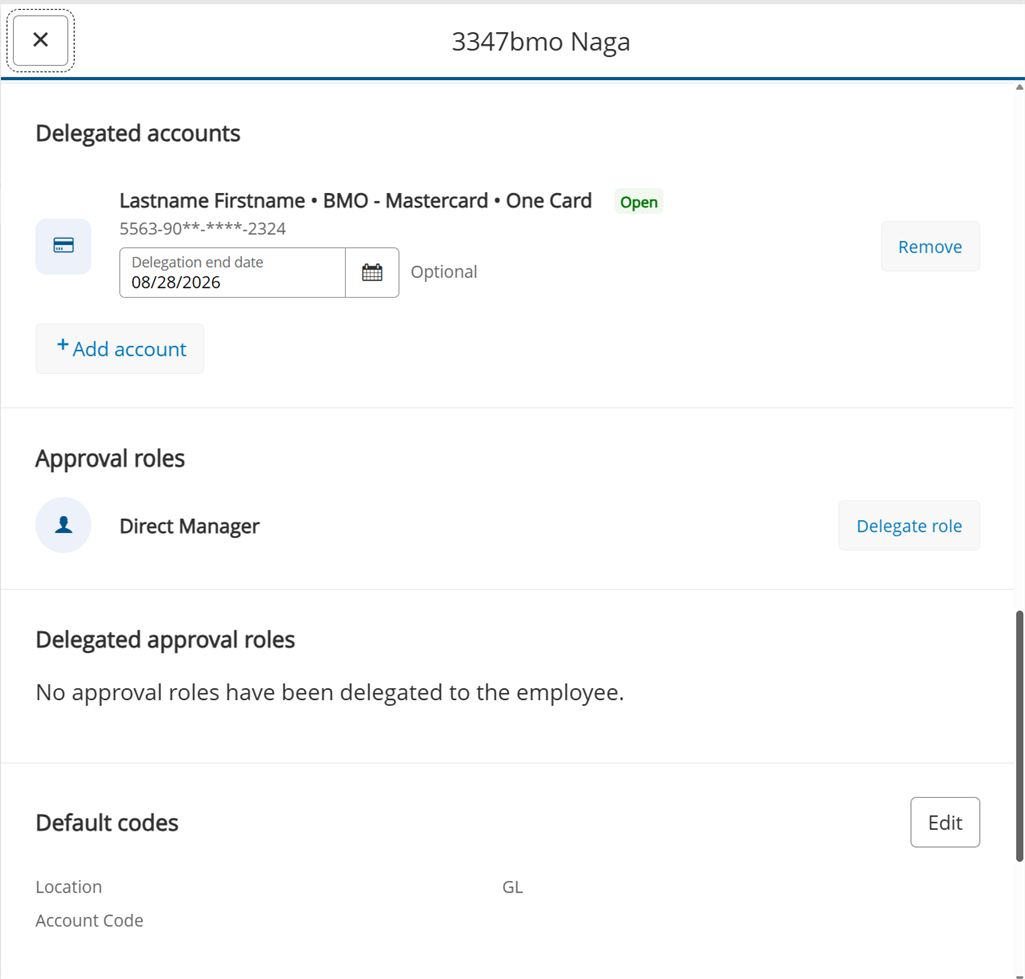 3347bmo Naga
Delegated accounts
Lastname Firstname • BMO - Mastercard • One Card Open
5563-90**-****-2324
Delegation end date
08/28/2026
Optional
Remove
+ Add account
Approval roles
Direct Manager
Delegate role
Delegated approval roles
No approval roles have been delegated to the employee.
Default codes
Edit
Location GL
Account Code